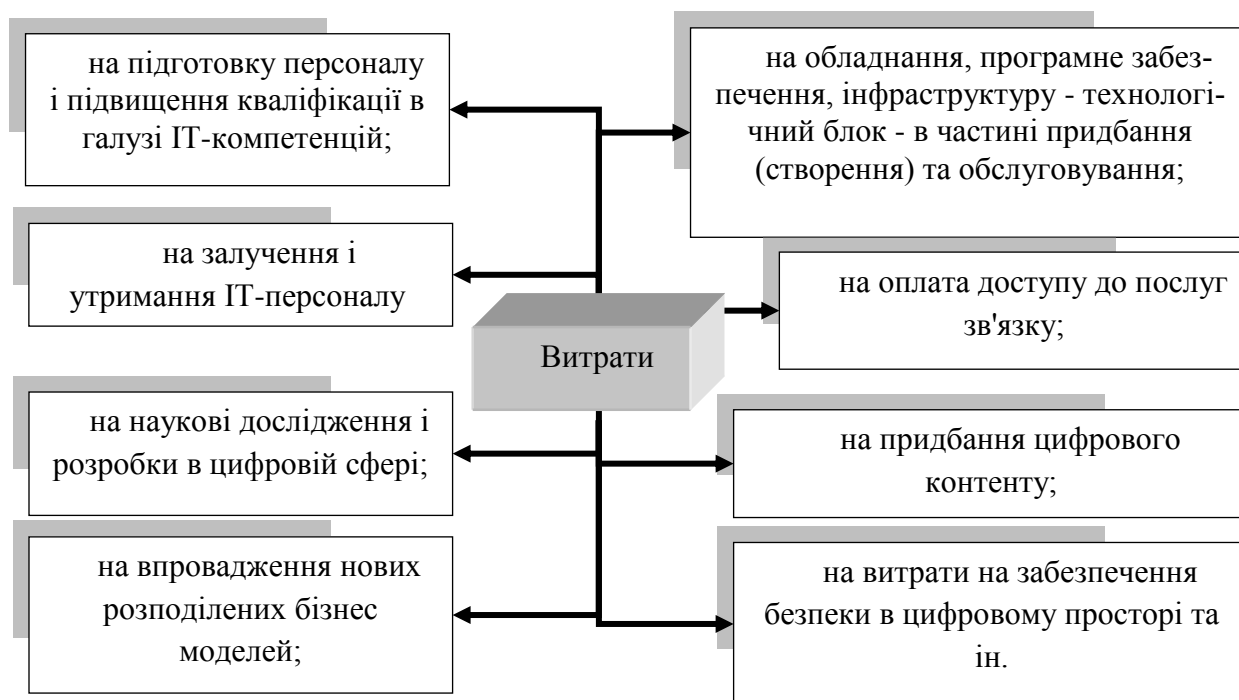 на підготовку персоналу
і підвищення кваліфікації в
галузі ІТ-компетенцій;
на залучення і
утримання ІТ-персоналу
на наукові дослідження і
розробки в цифровій сфері;
на впровадження нових
розподілених бізнес
моделей;
Витрати
на обладнання, програмне забез-
печення, інфраструктуру - технологі-
чний блок - в частині придбання
(створення) та обслуговування;
на оплата доступу до послуг
зв'язку;
на придбання цифрового
контенту;
на витрати на забезпечення
безпеки в цифровому просторі та
ін.